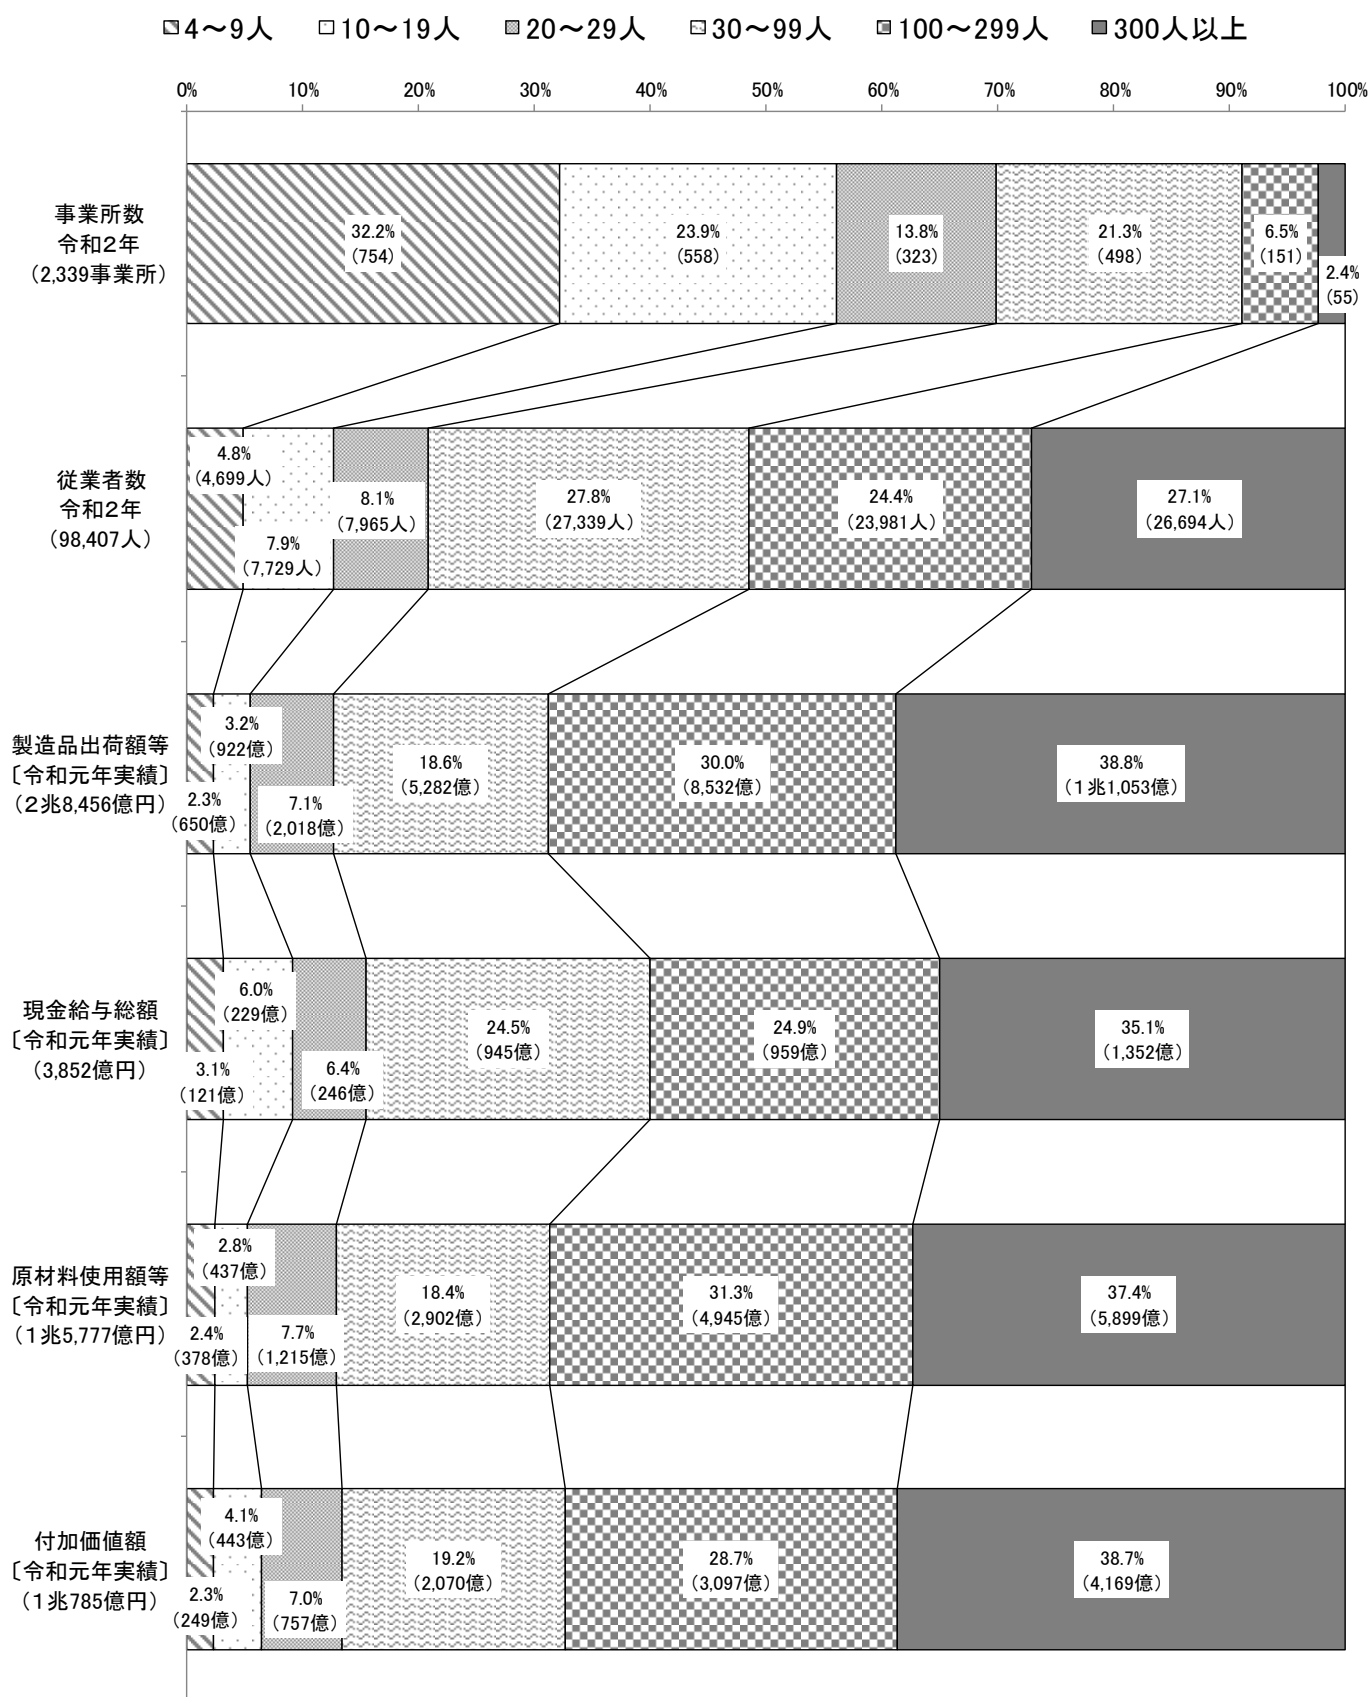 4～9人 10～19人 20～29人 30～99人 100～299人 300人以上
0% 10% 20% 30% 40% 50% 60% 70% 80% 90% 100%
事業所数
令和２年
（2,339事業所）
32.2%
（754）
23.9%
（558）
13.8%
（323）
21.3%
（498）
6.5%
（151）
2.4%
（55）
従業者数
令和２年
（98,407人）
4.8%
（4,699人）
7.9%
（7,729人）
8.1%
（7,965人）
27.8%
（27,339人）
24.4%
（23,981人）
27.1%
（26,694人）
製造品出荷額等
〔令和元年実績〕
（２兆8,456億円）
2.3%
（650億）
3.2%
（922億）
7.1%
（2,018億）
18.6%
（5,282億）
30.0%
（8,532億）
38.8%
（１兆1,053億）
現金給与総額
〔令和元年実績〕
（3,852億円）
3.1%
（121億）
6.0%
（229億）
6.4%
（246億）
24.5%
（945億）
24.9%
（959億）
35.1%
（1,352億）
原材料使用額等
〔令和元年実績〕
（１兆5,777億円）
2.4%
（378億）
2.8%
（437億）
7.7%
（1,215億）
18.4%
（2,902億）
31.3%
（4,945億）
37.4%
（5,899億）
付加価値額
〔令和元年実績〕
（１兆785億円）
2.3%
（249億）
4.1%
（443億）
7.0%
（757億）
19.2%
（2,070億）
28.7%
（3,097億）
38.7%
（4,169億）